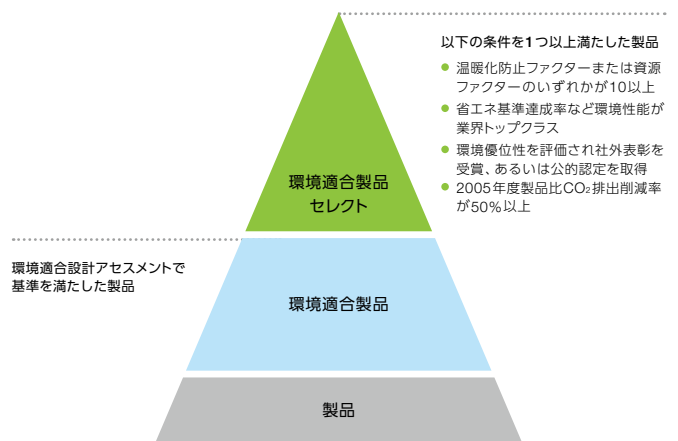 以下の条件を1つ以上満たした製品
● 温暖化防止ファクターまたは資源
ファクターのいずれかが10以上
● 省エネ基準達成率など環境性能が
業界トップクラス
● 環境優位性を評価され社外表彰を
受賞、あるいは公的認定を取得
● 2005年度製品比CO₂排出削減率
が50%以上
環境適合製品
セレクト
環境適合設計アセスメントで
基準を満たした製品
環境適合製品
製品